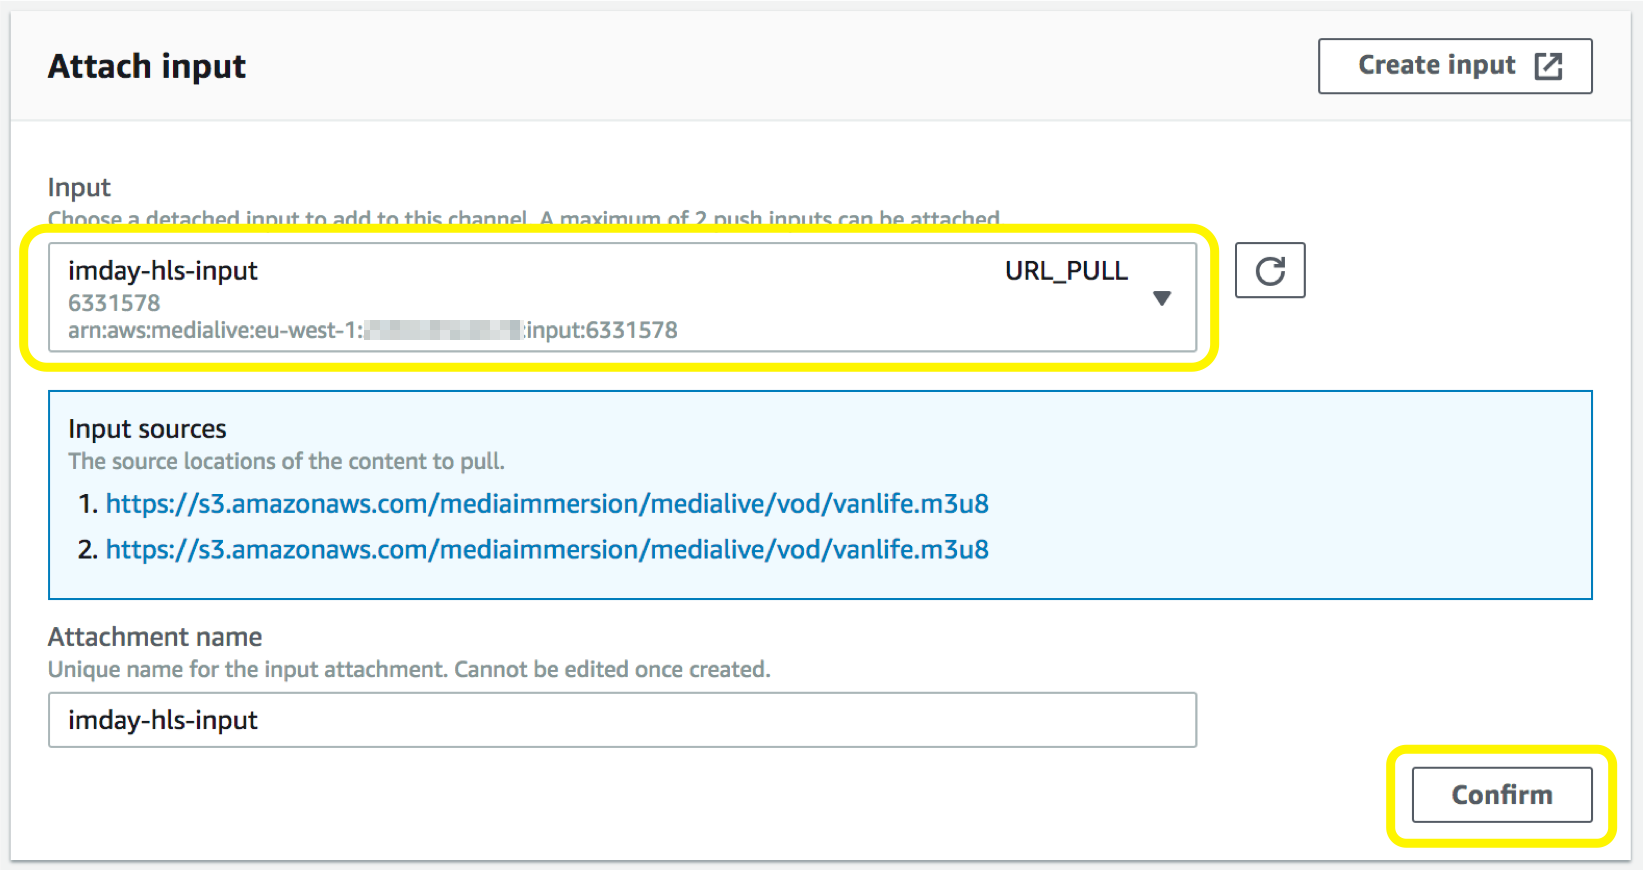 Attach input
Create input
Input
Choose a detached input to add to this channel. A maximum of 2 push inputs can be attached.
imday-hls-input URL_PULL
6331578
arn:aws:medialive:eu-west-1: :input:6331578
Input sources
The source locations of the content to pull.
1. https://s3.amazonaws.com/mediaimmersion/medialive/vod/vanlife.m3u8
2. https://s3.amazonaws.com/mediaimmersion/medialive/vod/vanlife.m3u8
Attachment name
Unique name for the input attachment. Cannot be edited once created.
imday-hls-input
Confirm